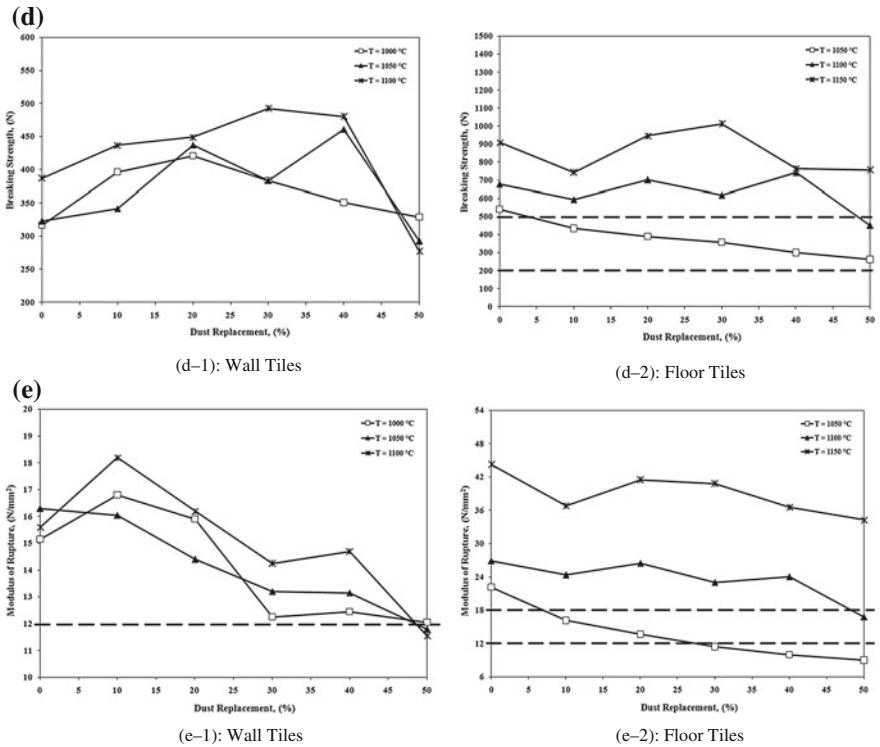 (d)
600
550
500
450
400
350
300
250
200
Breaking Strength, (N)
T = 1000 °C
T = 1050 °C
T = 1100 °C
0 5 10 15 20 25 30 35 40 45 50
Dust Replacement, (%)
(d–1): Wall Tiles
1500
1400
1300
1200
1100
1000
900
800
700
600
500
400
300
200
100
0
Breaking Strength, (N)
T = 1050 °C
T = 1100 °C
T = 1150 °C
0 5 10 15 20 25 30 35 40 45 50
Dust Replacement, (%)
(d–2): Floor Tiles
(e)
20
19
18
17
16
15
14
13
12
11
10
Modulus of Rupture, (N/mm²)
T = 1000 °C
T = 1050 °C
T = 1100 °C
0 5 10 15 20 25 30 35 40 45 50
Dust Replacement, (%)
(e–1): Wall Tiles
54
48
42
36
30
24
18
12
6
Modulus of Rupture, (N/mm²)
T = 1050 °C
T = 1100 °C
T = 1150 °C
0 5 10 15 20 25 30 35 40 45 50
Dust Replacement, (%)
(e–2): Floor Tiles